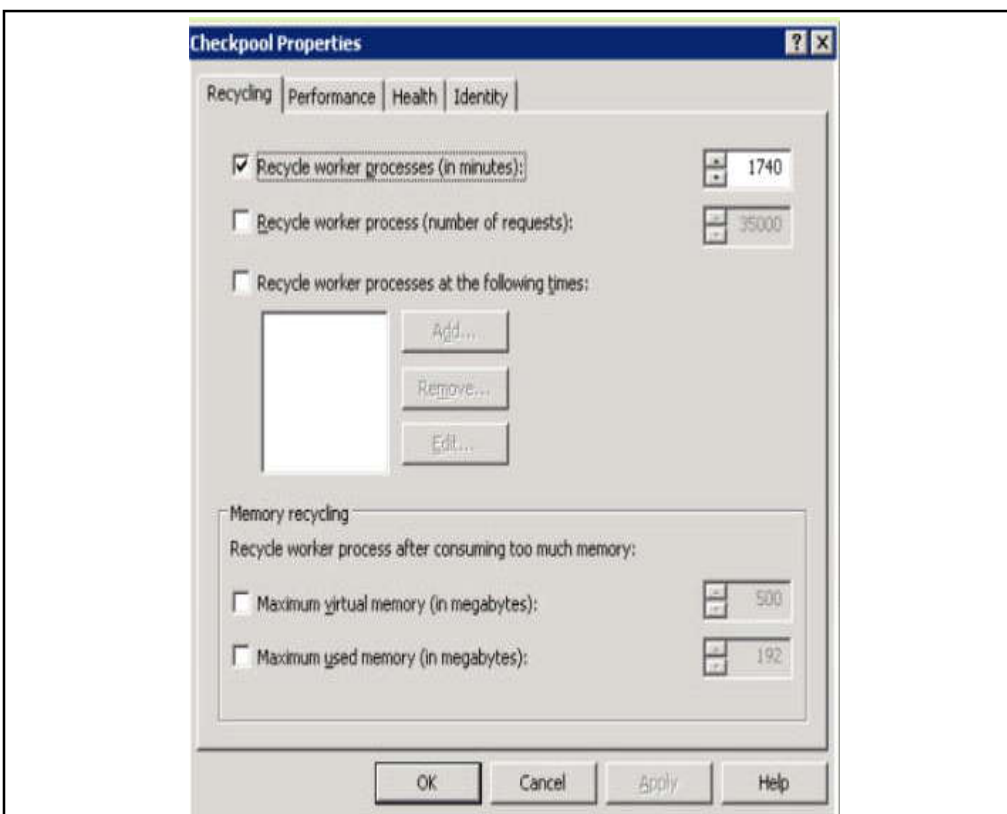 Checkpool Properties
Recycling Performance Health Identity
Recycle worker processes (in minutes): 1740
Recycle worker process (number of requests): 35000
Recycle worker processes at the following times:
Add...
Remove...
Edit...
Memory recycling
Recycle worker process after consuming too much memory:
Maximum virtual memory (in megabytes): 500
Maximum used memory (in megabytes): 192
OK Cancel Apply Help